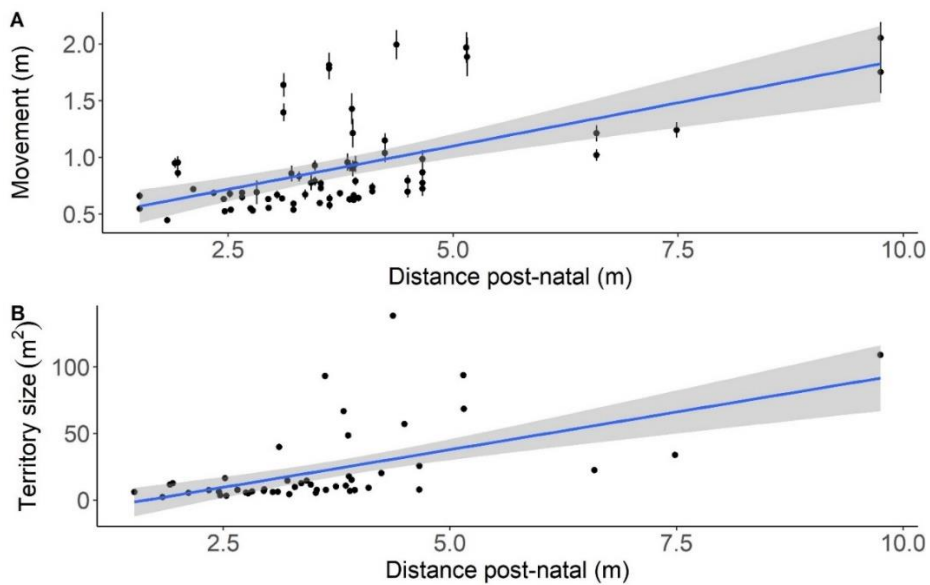 A
Movement (m)
2.0
1.5
1.0
0.5
2.5 5.0 7.5 10.0
Distance post-natal (m)
B
Territory size (m²)
100
50
0
2.5 5.0 7.5 10.0
Distance post-natal (m)